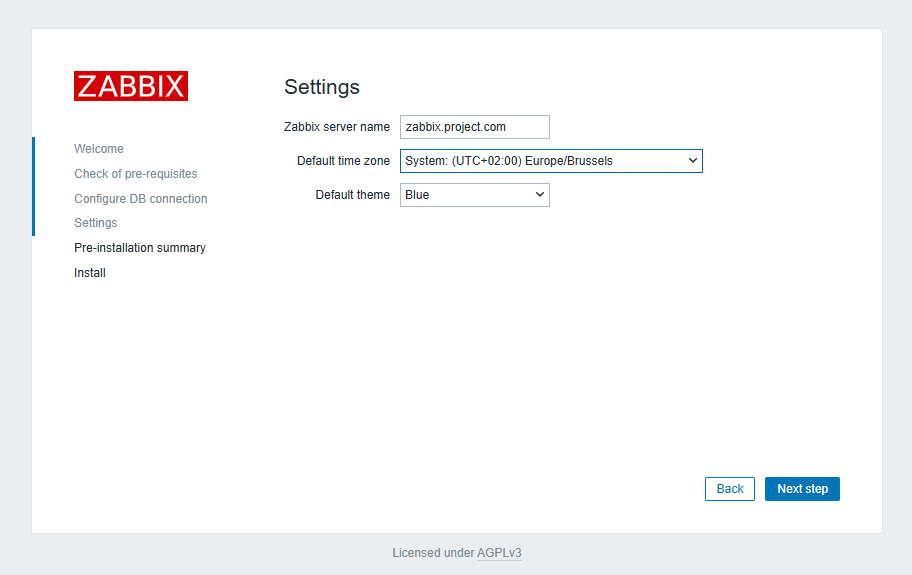 ZABBIX
Welcome
Check of pre-requisites
Configure DB connection
Settings
Pre-installation summary
Install
Settings
Zabbix server name zabbix.project.com
Default time zone System: (UTC+02:00) Europe/Brussels
Default theme Blue
Back Next step
Licensed under AGPLv3